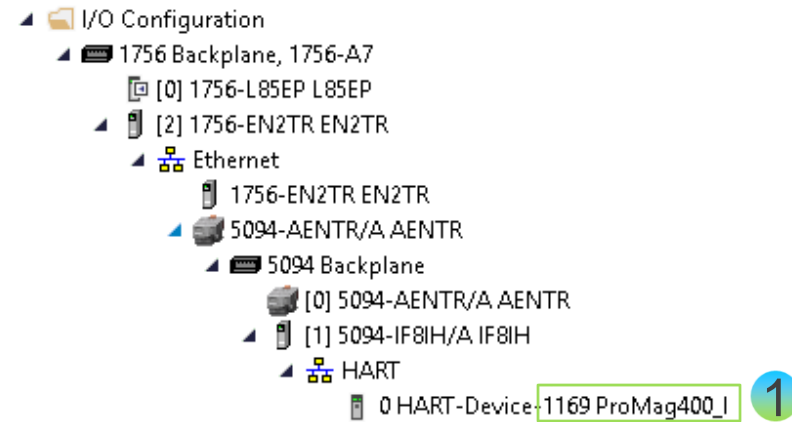 I/O Configuration
1756 Backplane, 1756-A7
[0] 1756-L85EP L85EP
[2] 1756-EN2TR EN2TR
Ethernet
1756-EN2TR EN2TR
5094-AENTR/A AENTR
5094 Backplane
[0] 5094-AENTR/A AENTR
[1] 5094-IF8IH/A IF8IH
HART
0 HART-Device-1169 ProMag400_I 1